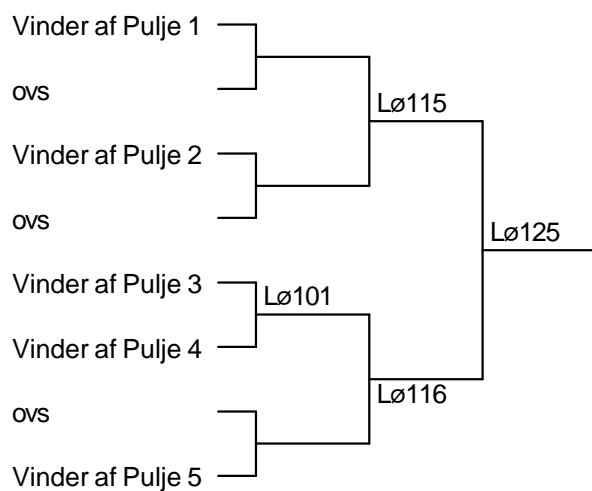 Vinder af Pulje 1
ovs
Lø115
Vinder af Pulje 2
ovs
Lø125
Vinder af Pulje 3
Lø101
Vinder af Pulje 4
Lø116
ovs
Vinder af Pulje 5